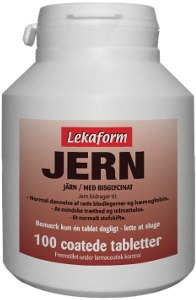 Lekaform
JERN
JÄRN / MED BISGLYCINAT
Jern bidrager til
- Normal dannelse af røde blodlegemer og hæmoglobin.
- At mindske træthed og udmattelse.
- Et normalt stofskifte.
Bemærk kun én tablet dagligt - lette at sluge
100 coatede tabletter
Fremstillet under farmaceutisk kontrol